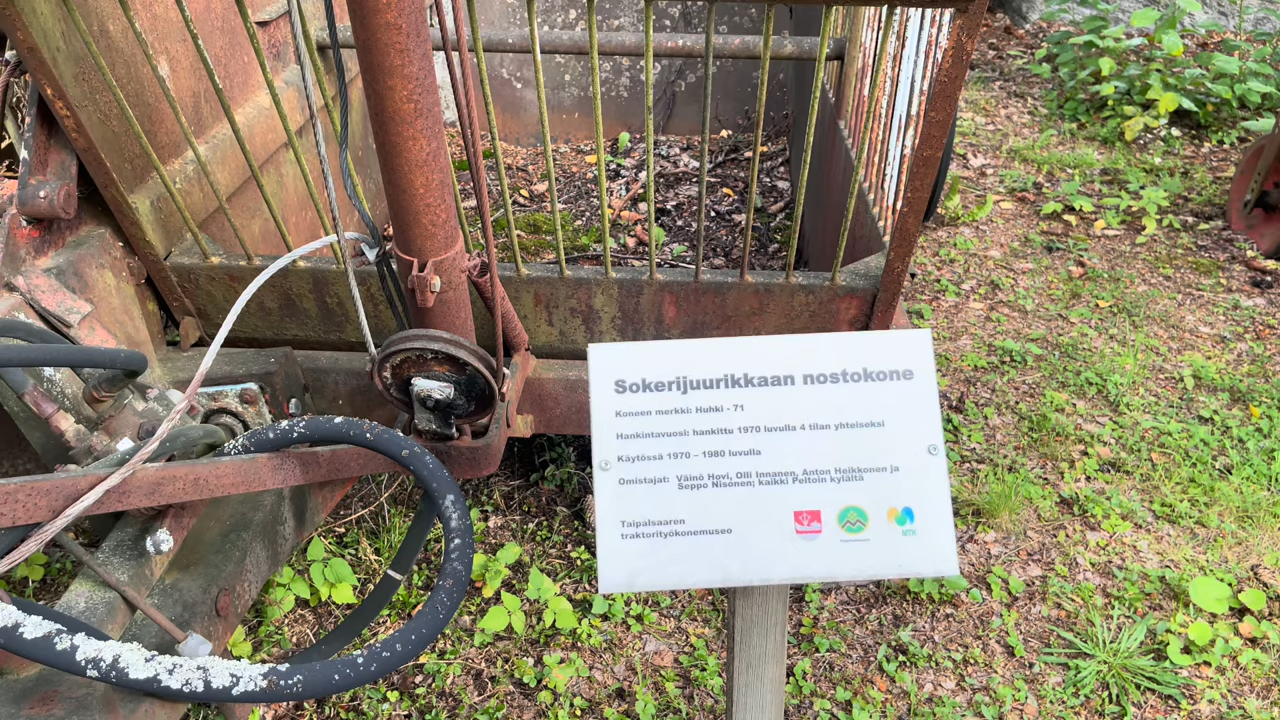 Sokerijuurikkaan nostokone
Koneen merkki: Huhki - 71
Hankintavuosi: hankittu 1970 luvulla 4 tilan yhteiseksi
Käytössä 1970 – 1980 luvulla
Omistajat: Väinö Hovi, Olli Innanen, Anton Heikkonen ja
Seppo Nisonen; kaikki Peltoin kylältä
Taipalsaaren
traktorityökonemuseo
MTK